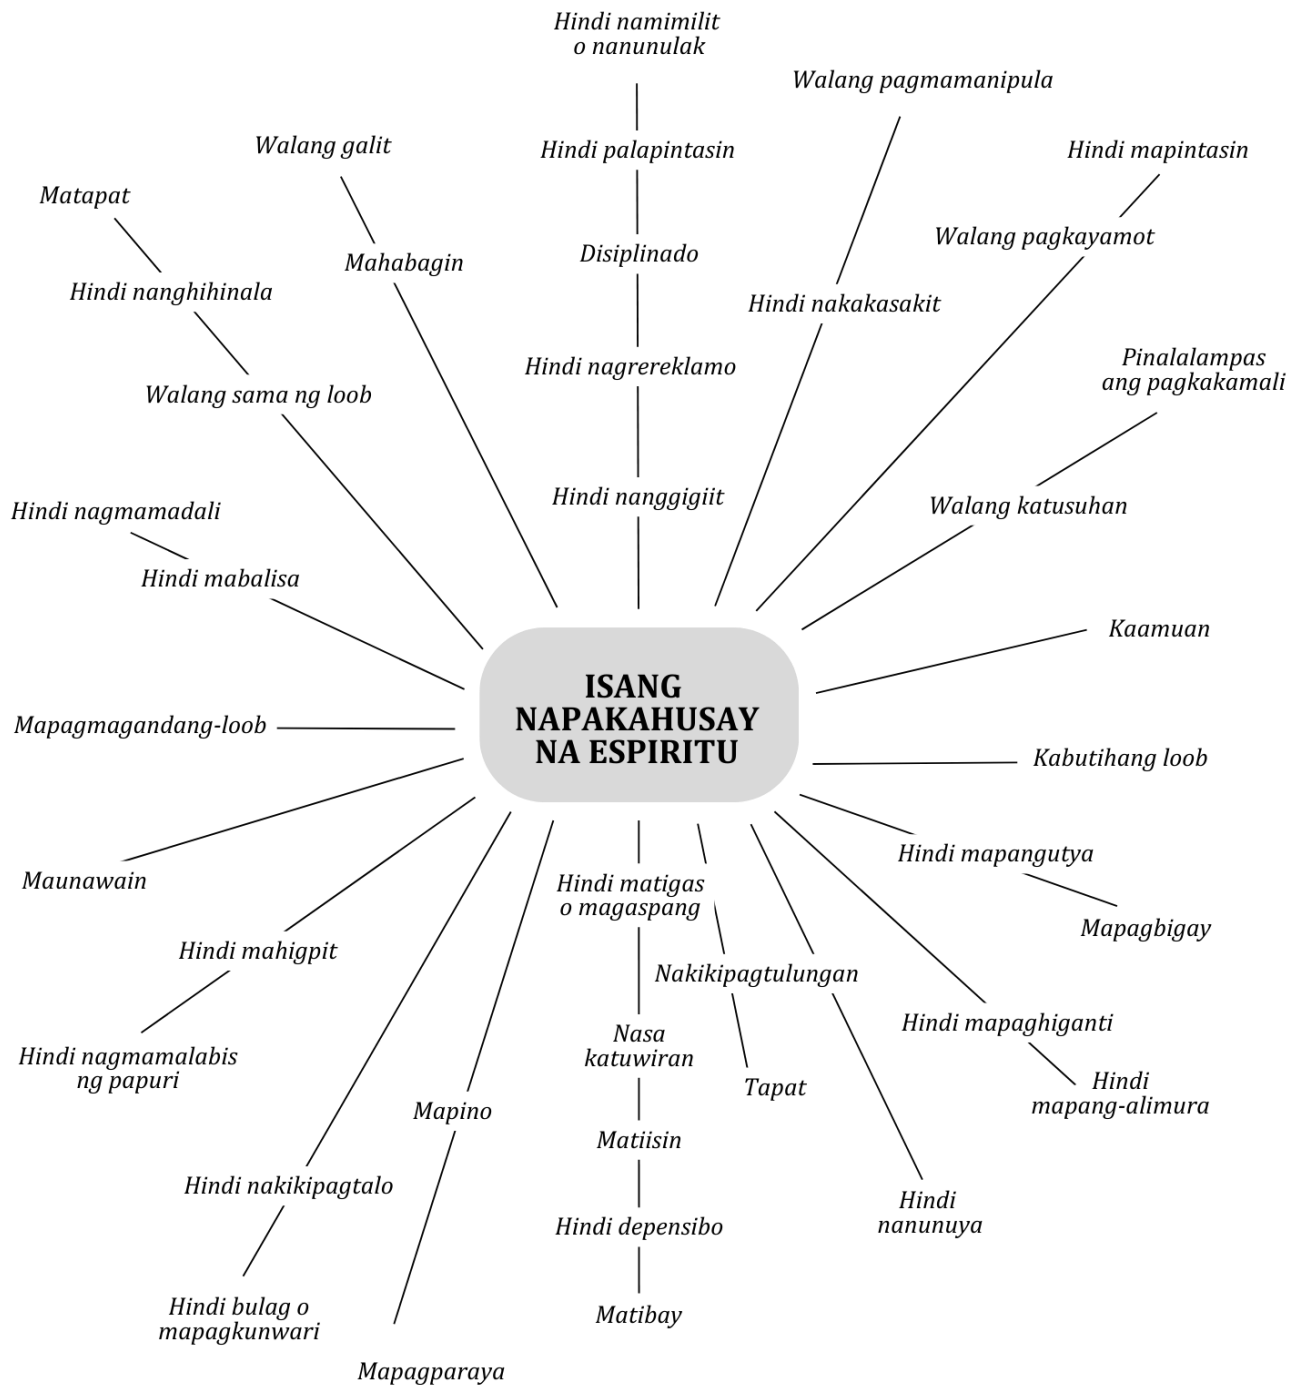 Hindi namimilit
o nanunulak
Walang pagmamanipula
Walang galit
Hindi palapintasin
Hindi mapintasin
Matapat
Walang pagkayamot
Disiplinado
Mahabagin
Hindi nanghihinala
Hindi nakakasakit
Pinalalampas
ang pagkakamali
Hindi nagrereklamo
Walang sama ng loob
Hindi nanggigiit
Walang katusuhan
Hindi nagmamadali
Hindi mabalisa
Kaamuan
ISANG
NAPAKAHUSAY
NA ESPIRITU
Mapagmagandang-loob
Kabutihang loob
Hindi mapangutya
Maunawain
Hindi matigas
o magaspang
Mapagbigay
Hindi mahigpit
Nakikipagtulungan
Hindi mapaghiganti
Nasa
katuwiran
Hindi nagmamalabis
ng papuri
Tapat
Hindi
mapang-alimura
Mapino
Matiisin
Hindi nakikipagtalo
Hindi
nanunuya
Hindi depensibo
Hindi bulag o
mapagkunwari
Matibay
Mapagparaya